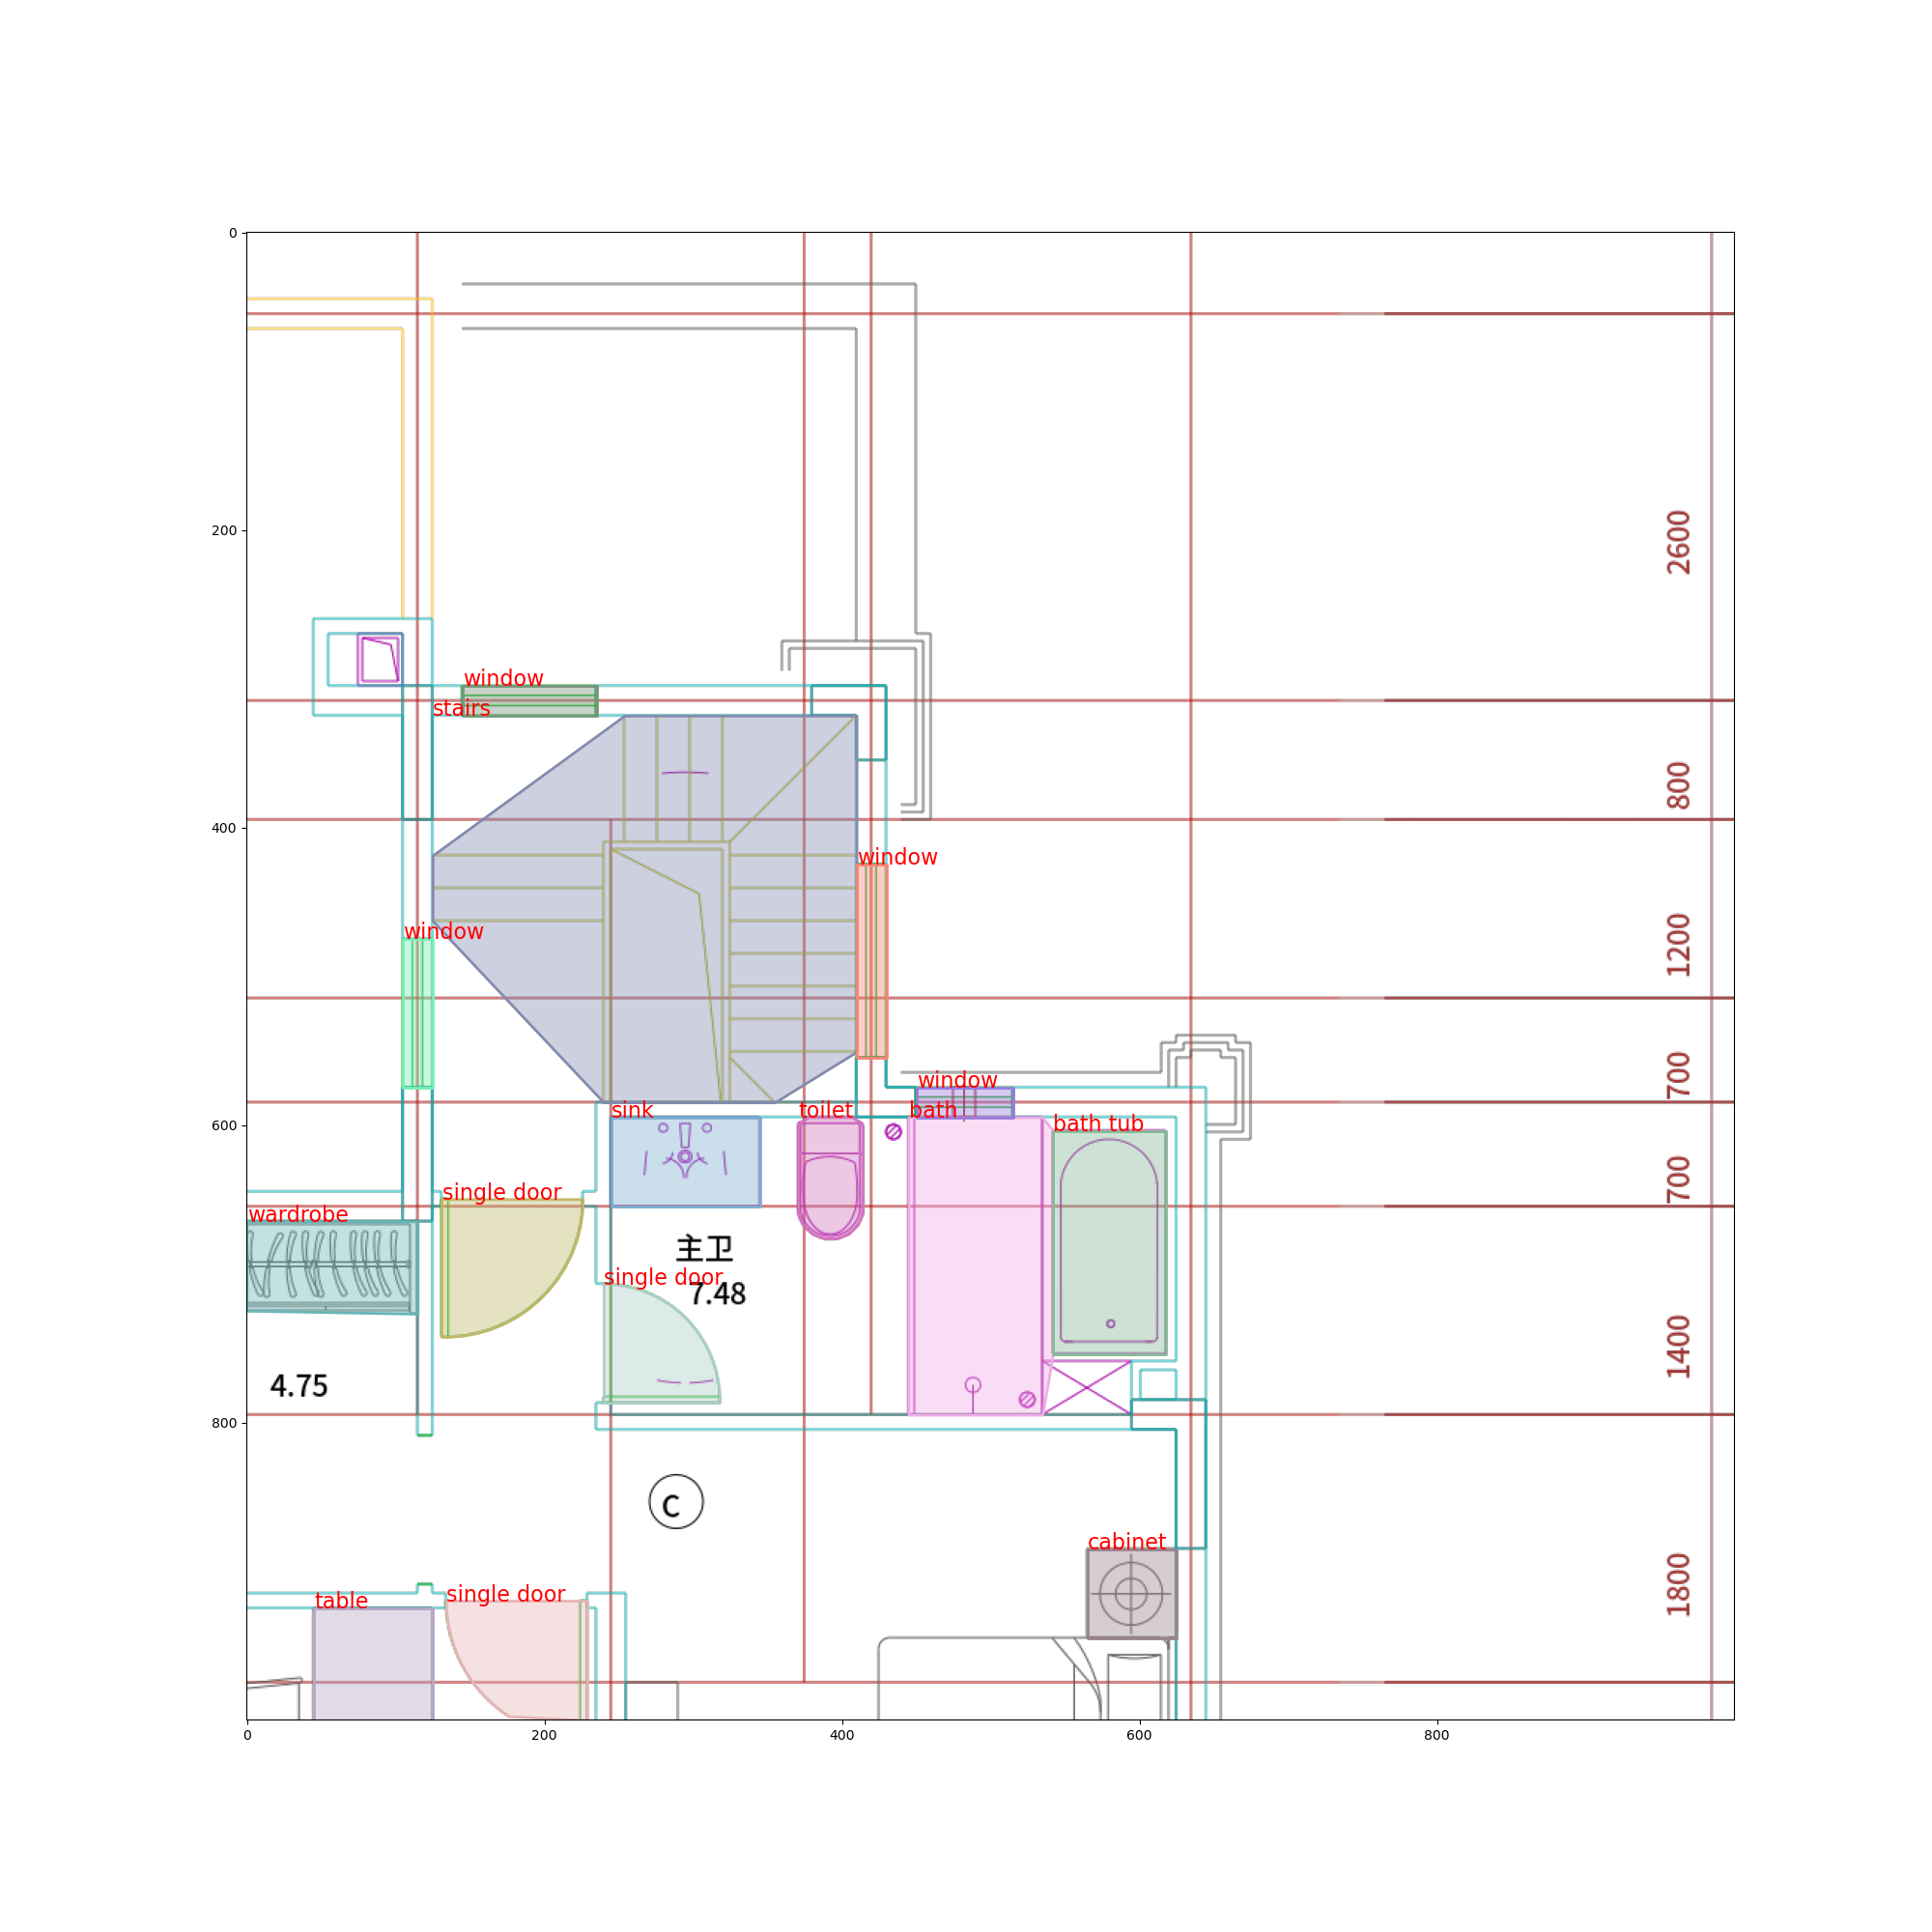 0
200
2600
window
stairs
800
400
window
window
1200
window
700
sink
toilet
bath
600
bath tub
single door
700
wardrobe
主卫
single door
7.48
1400
4.75
800
C
cabinet
table
single door
1800
0
200
400
600
800